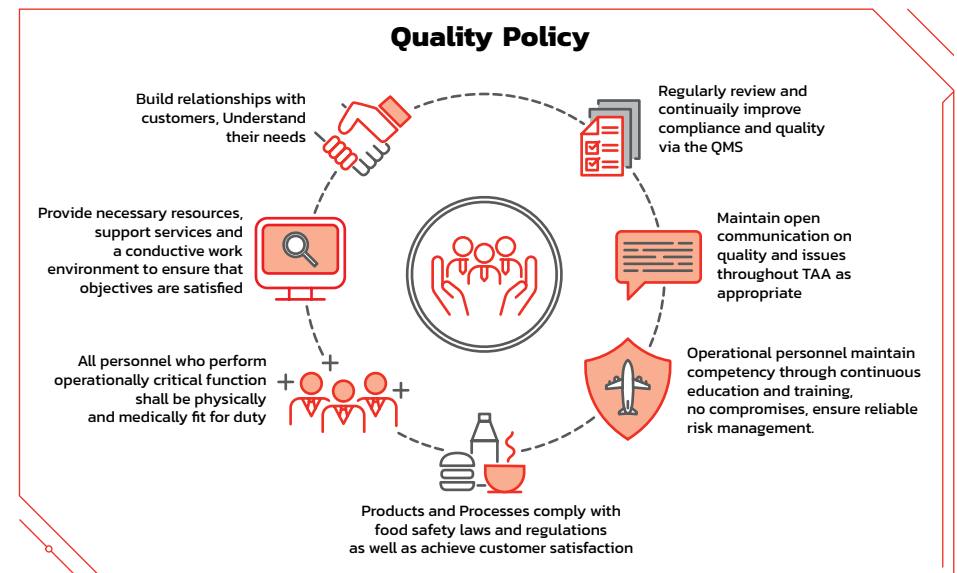 Quality Policy
Build relationships with
customers, Understand
their needs
Regularly review and
continuaily improve
compliance and quality
via the QMS
Provide necessary resources,
support services and
a conductive work
environment to ensure that
objectives are satisfied
Maintain open
communication on
quality and issues
throughout TAA as
appropriate
All personnel who perform
operationally critical function
shall be physically
and medically fit for duty
Operational personnel maintain
competency through continuous
education and training,
no compromises, ensure reliable
risk management.
Products and Processes comply with
food safety laws and regulations
as well as achieve customer satisfaction